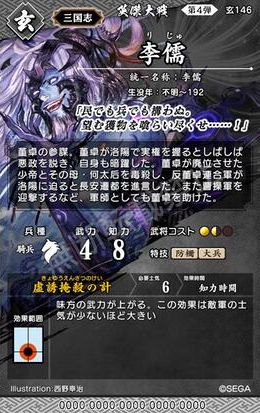 玄
三国志
英傑大戦
第4弾
玄146
りじゅ
李儒
統一名称：李儒
生没年：不明～192
「民でも兵でも構わぬ。
望む獲物を喰らい尽くせ……！」
董卓の参謀。董卓が洛陽で実権を握るとしばしば
悪政を説き、自身も暗躍した。董卓が廃位させた
少帝とその母・何太后を毒殺し、反董卓連合軍が
洛陽に迫ると長安遷都を進言した。また曹操軍を
迎撃するなど、軍師としても董卓を助けた。
兵種 武力 知力 武将コスト
騎兵 4 8 特技 防柵 大兵
きょゆうえんさつのけい
虚誘掩殺の計
必要士気 6
効果時間 知力時間
効果範囲
味方の武力が上がる。この効果は敵軍の士
気が少ないほど大きい
Illustration:西野幸治
©SEGA
0000-0000-0000-0000-0000